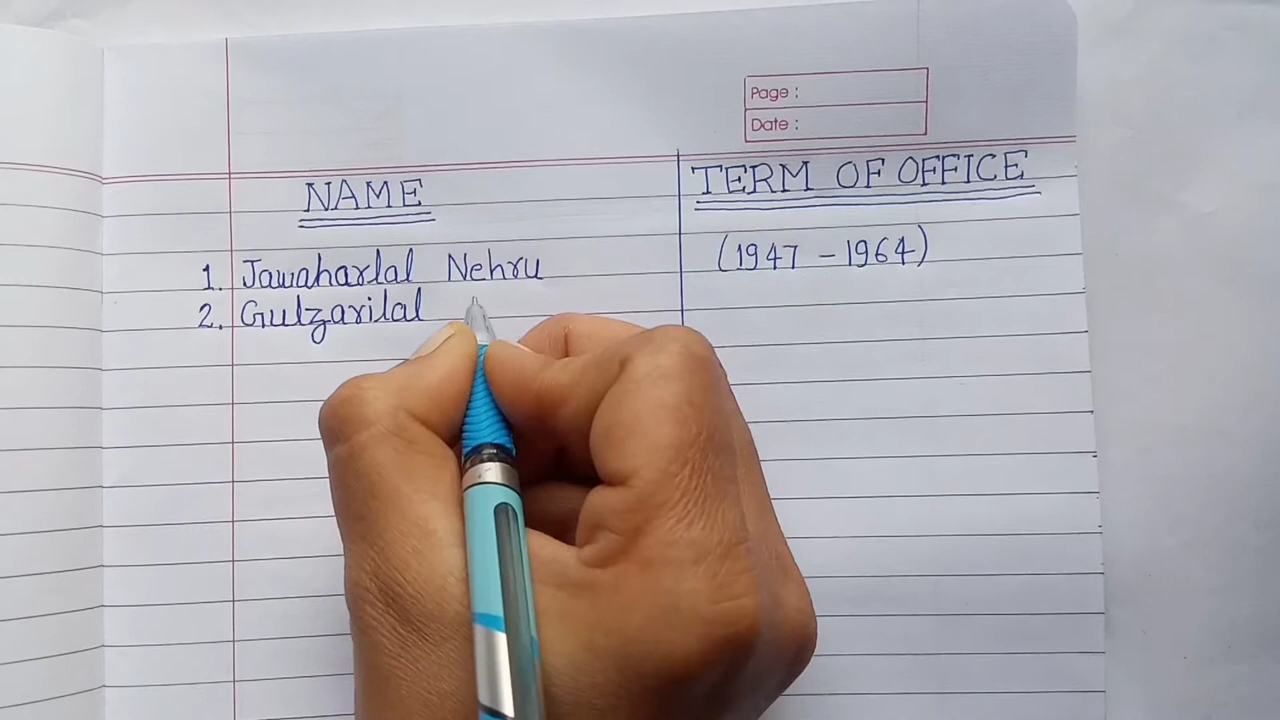 Page :
Date :
NAME TERM OF OFFICE
1. Jawaharlal Nehru (1947 - 1964)
2. Gulzarilal